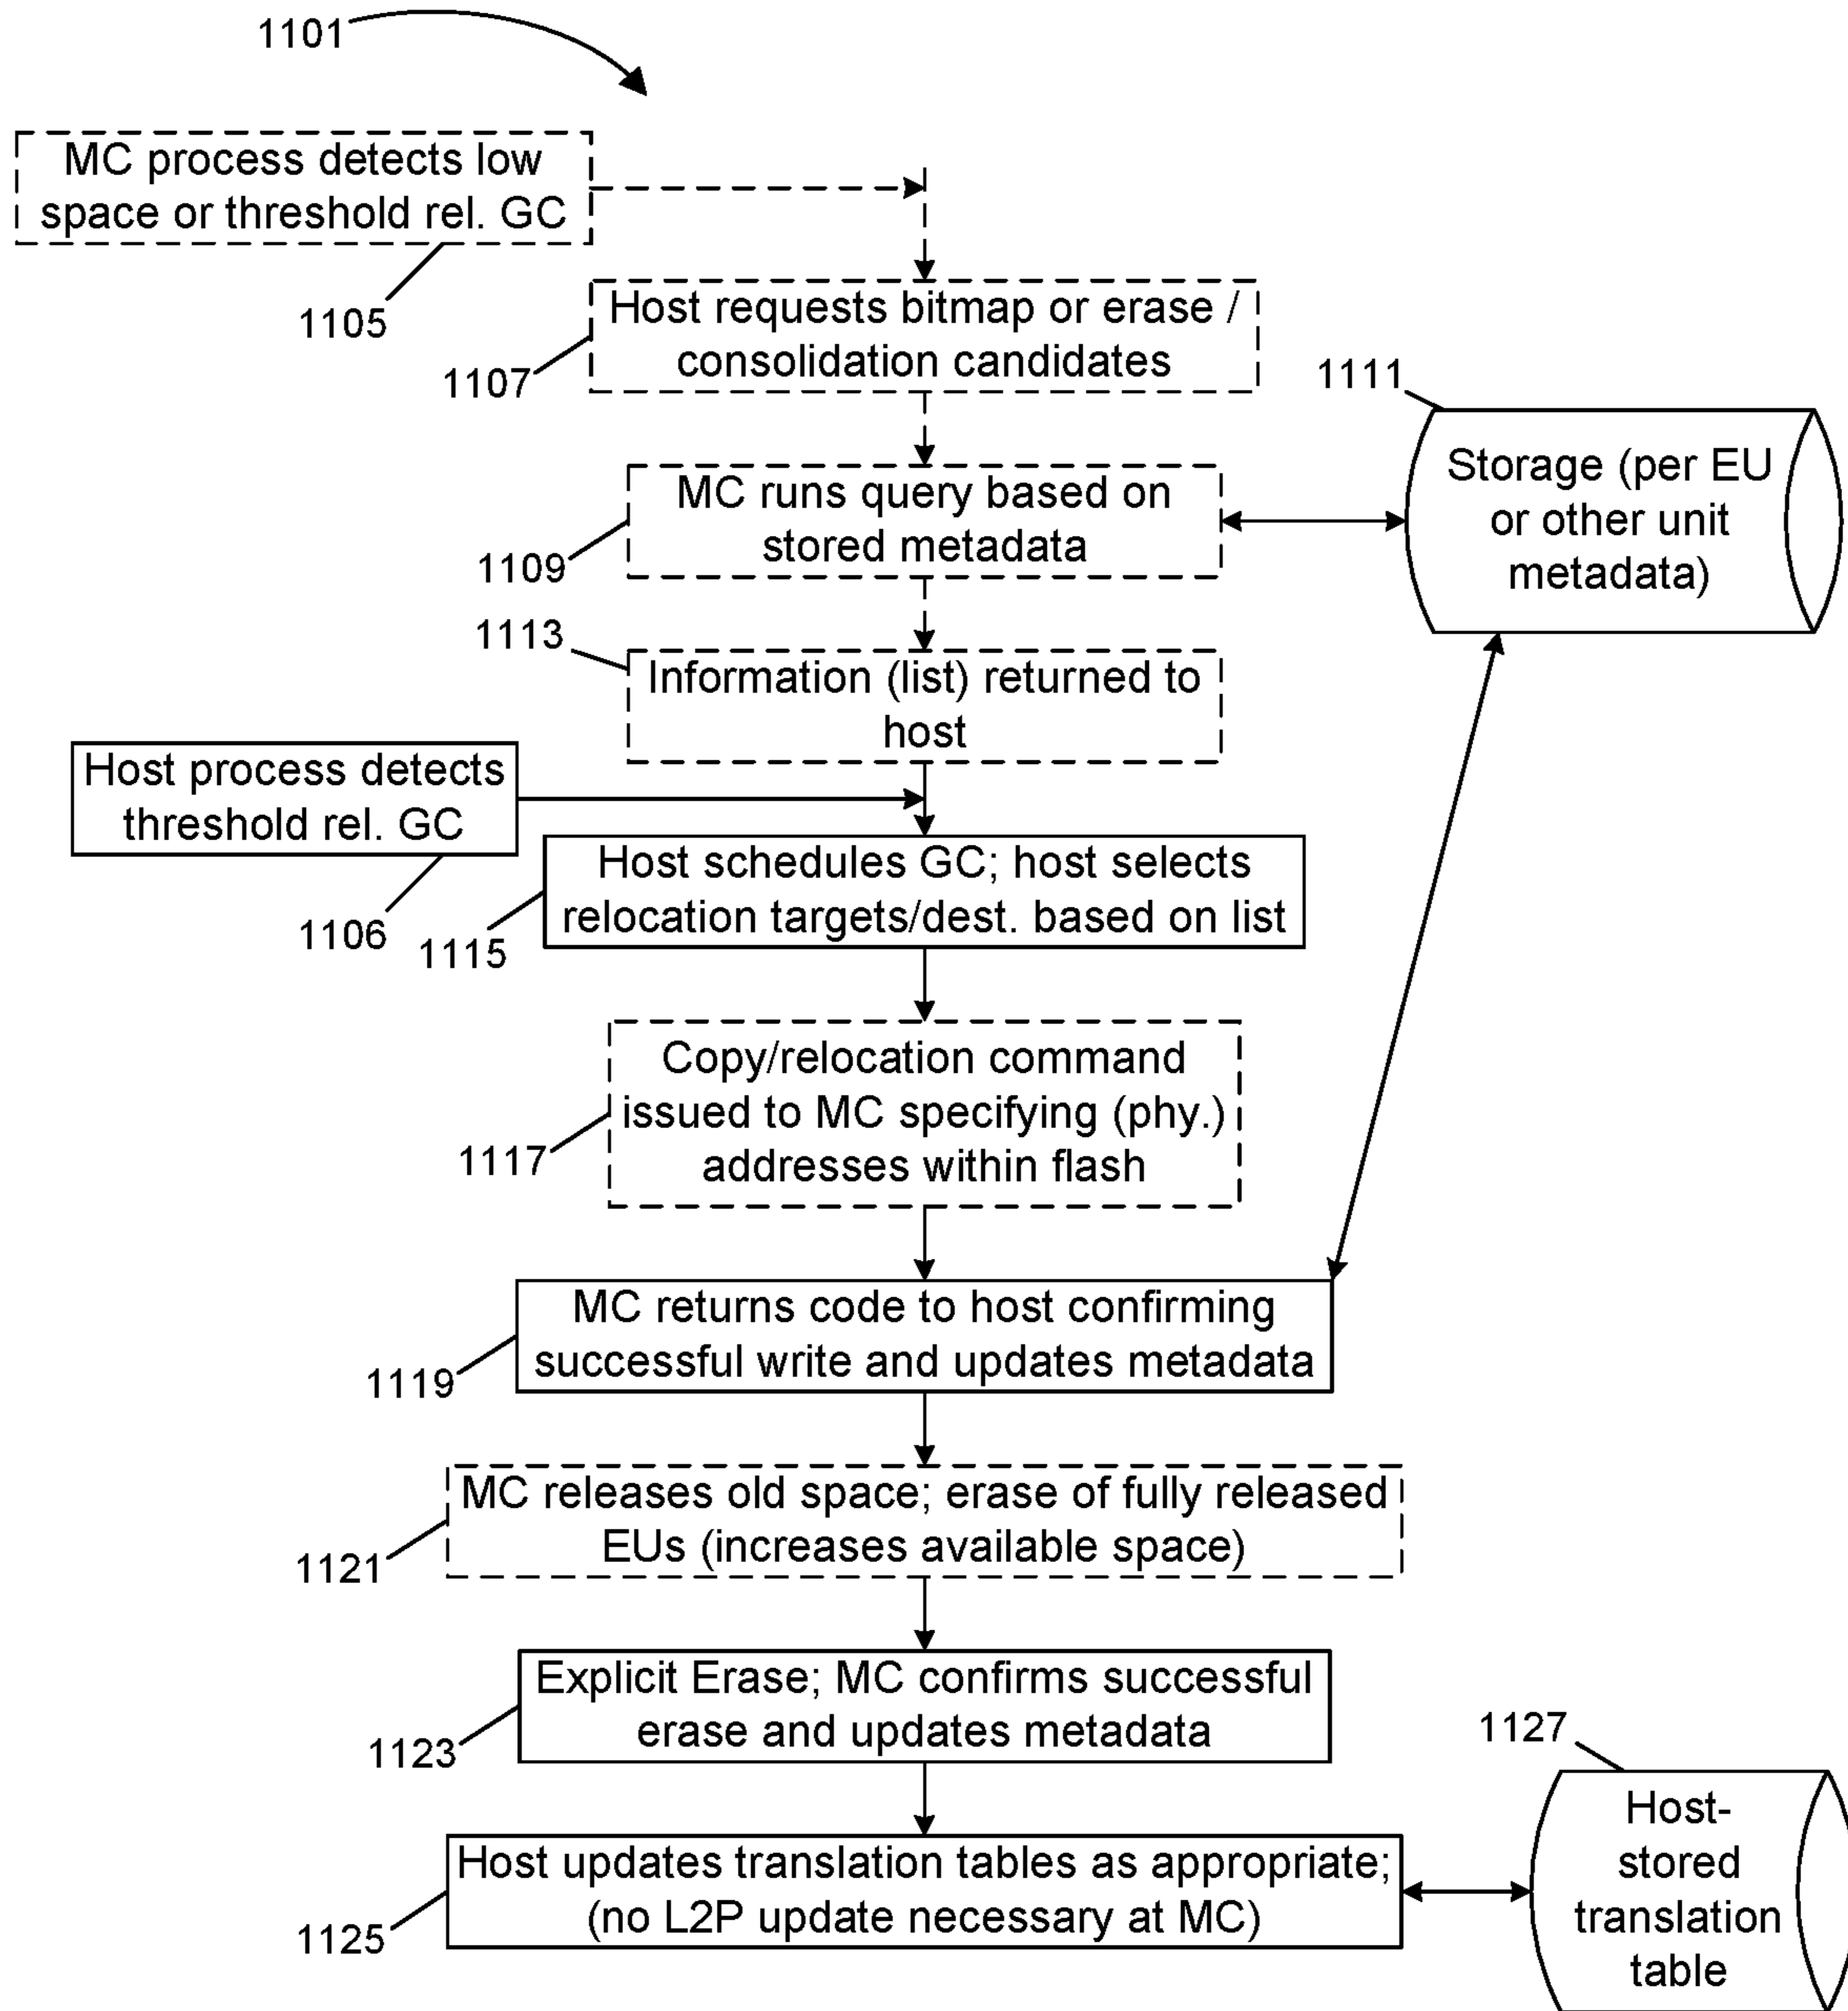 1101
MC process detects low
space or threshold rel. GC
1105
Host requests bitmap or erase /
consolidation candidates
1107
1111
Storage (per EU
or other unit
metadata)
MC runs query based on
stored metadata
1109
1113
Information (list) returned to
host
Host process detects
threshold rel. GC
1106
Host schedules GC; host selects
relocation targets/dest. based on list
1115
Copy/relocation command
issued to MC specifying (phy.)
addresses within flash
1117
MC returns code to host confirming
successful write and updates metadata
1119
MC releases old space; erase of fully released
EUs (increases available space)
1121
Explicit Erase; MC confirms successful
erase and updates metadata
1123
1127
Host-
stored
translation
table
Host updates translation tables as appropriate;
(no L2P update necessary at MC)
1125